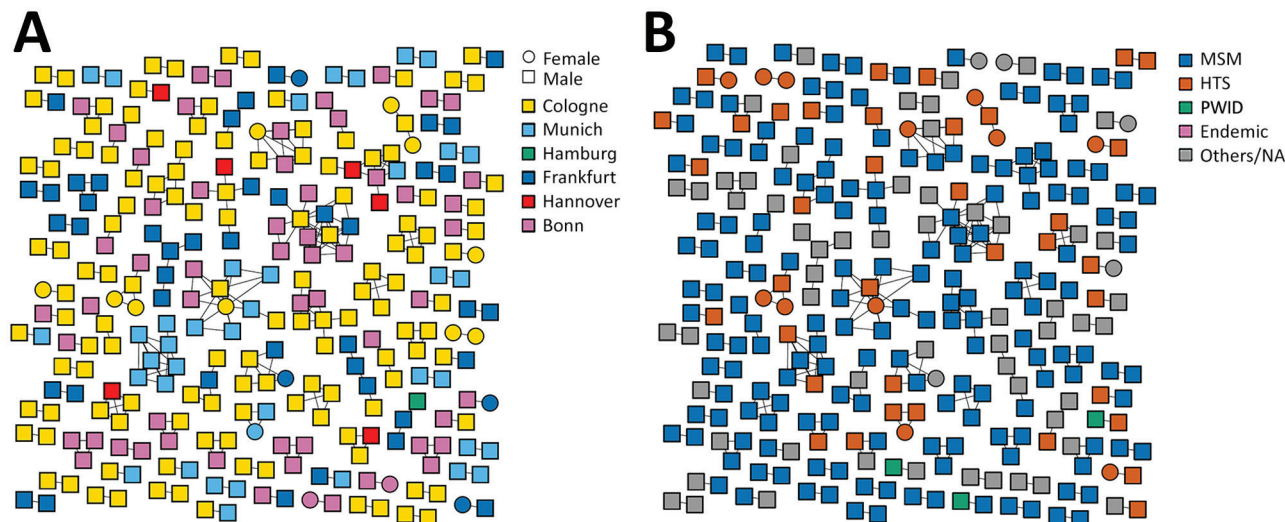 A
Female
Male
Cologne
Munich
Hamburg
Frankfurt
Hannover
Bonn
B
MSM
HTS
PWID
Endemic
Others/NA